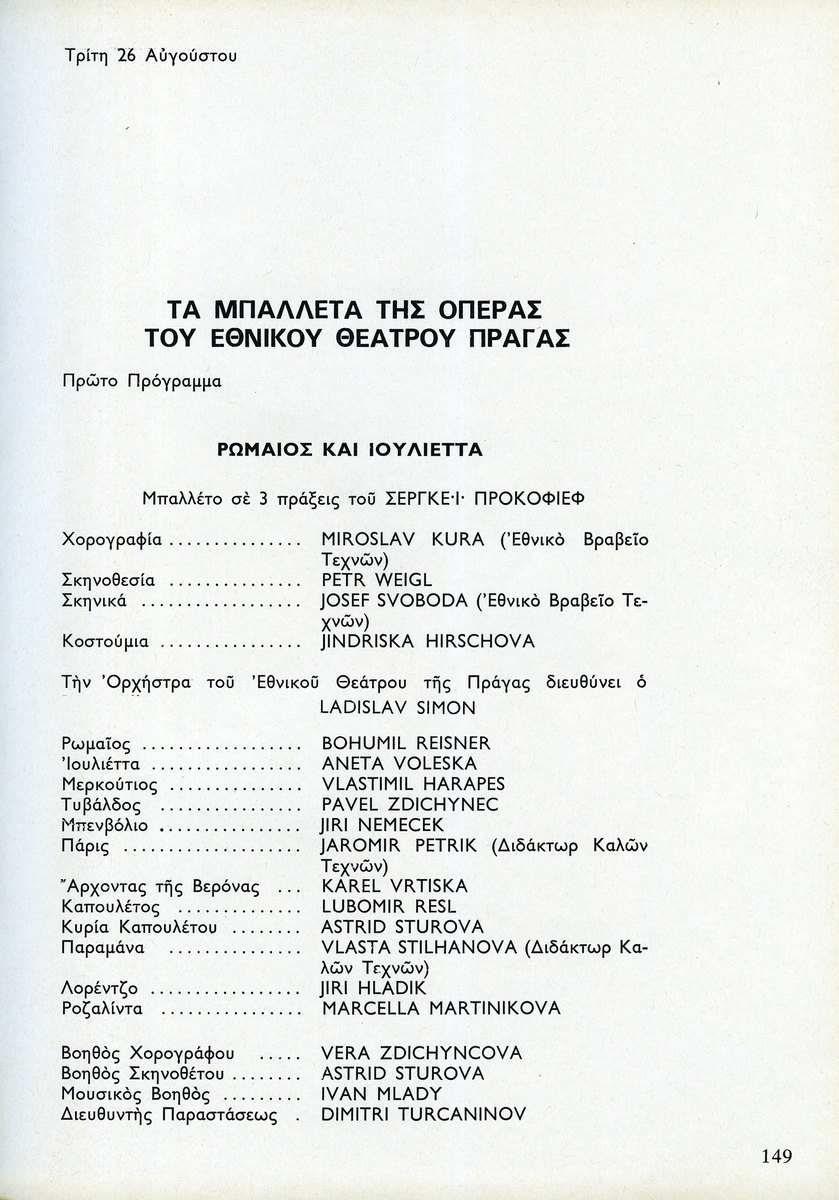 Τρίτη 26 Αὐγούστου
ΤΑ ΜΠΑΛΛΕΤΑ ΤΗΣ ΟΠΕΡΑΣ
ΤΟΥ ΕΘΝΙΚΟΥ ΘΕΑΤΡΟΥ ΠΡΑΓΑΣ
Πρῶτο Πρόγραμμα
ΡΩΜΑΙΟΣ ΚΑΙ ΙΟΥΛΙΕΤΤΑ
Μπαλλέτο σὲ 3 πράξεις τοῦ ΣΕΡΓΚΕ·Ι· ΠΡΟΚΟΦΙΕΦ
Χορογραφία ............... MIROSLAV KURA (Ἐθνικὸ Βραβεῖο
Τεχνῶν)
Σκηνοθεσία ............... PETR WEIGL
Σκηνικά .................. JOSEF SVOBODA (Ἐθνικὸ Βραβεῖο Τε-
χνῶν)
Κοστούμια ................ JINDRISKA HIRSCHOVA
Τὴν Ὀρχήστρα τοῦ Ἐθνικοῦ Θεάτρου τῆς Πράγας διευθύνει ὁ
LADISLAV SIMON
Ρωμαῖος .................. BOHUMIL REISNER
Ἰουλιέττα ................. ANETA VOLESKA
Μερκούτιος ............... VLASTIMIL HARAPES
Τυβάλδος ................ PAVEL ZDICHYNEC
Μπενβόλιο ................ JIRI NEMECEK
Πάρις .................... JAROMIR PETRIK (Διδάκτωρ Καλῶν
Τεχνῶν)
Ἄρχοντας τῆς Βερόνας ... KAREL VRTISKA
Καπουλέτος .............. LUBOMIR RESL
Κυρία Καπουλέτου ........ ASTRID STUROVA
Παραμάνα ............... VLASTA STILHANOVA (Διδάκτωρ Κα-
λῶν Τεχνῶν)
Λορέντζο ................. JIRI HLADIK
Ροζαλίντα ................ MARCELLA MARTINIKOVA
Βοηθὸς Χορογράφου ..... VERA ZDICHYNCOVA
Βοηθὸς Σκηνοθέτου ........ ASTRID STUROVA
Μουσικὸς Βοηθὸς ......... IVAN MLADY
Διευθυντὴς Παραστάσεως . DIMITRI TURCANINOV
149